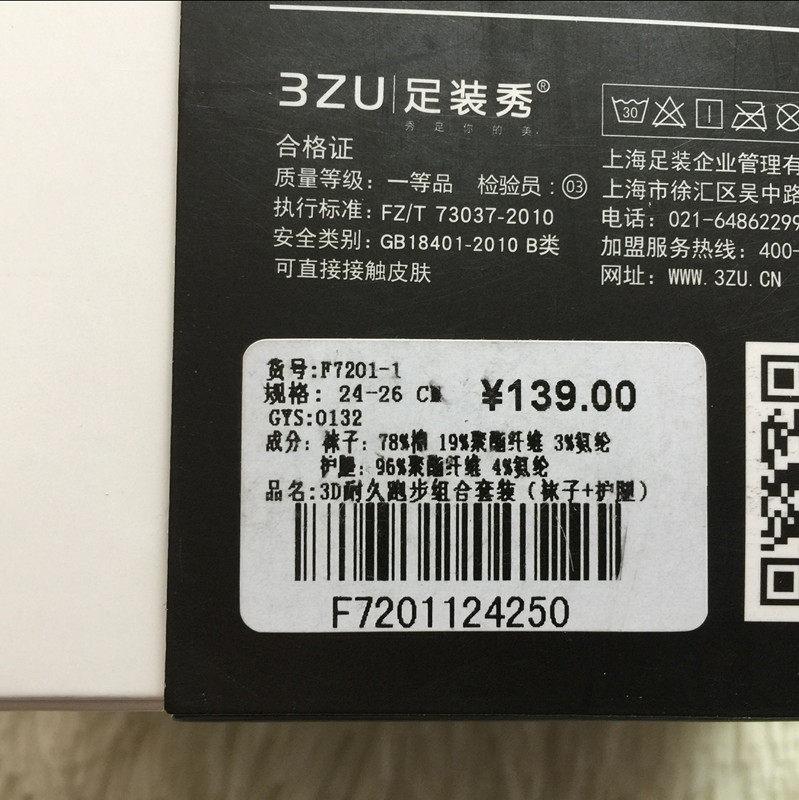 3ZU 足装秀®
秀足你的美.
合格证
质量等级：一等品 检验员：03
执行标准：FZ/T 73037-2010
安全类别：GB18401-2010 B类
可直接接触皮肤
30
上海足装企业管理有
上海市徐汇区吴中路
电话：021-64862299
加盟服务热线：400-
网址：WWW.3ZU.CN
货号:F7201-1
规格: 24-26 CM
¥139.00
GYS:0132
成分: 袜子: 78%棉 19%聚酯纤维 3%氨纶
护腿: 96%聚酯纤维 4%氨纶
品名:3D耐久跑步组合套装（袜子+护腿）
F7201124250